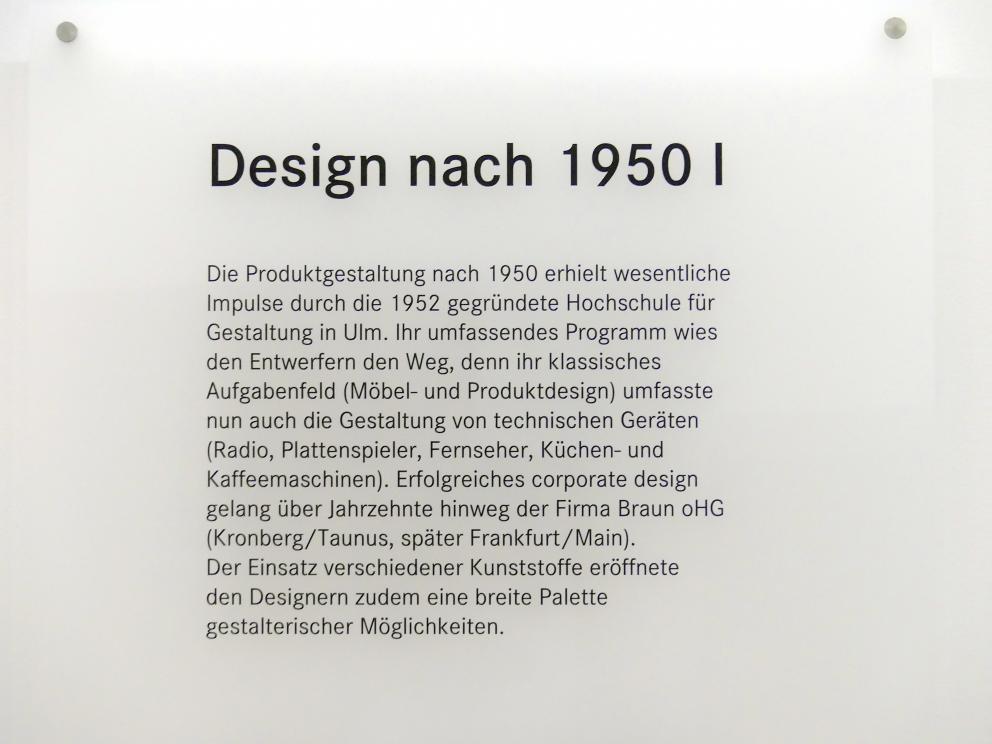 Design nach 1950 I
Die Produktgestaltung nach 1950 erhielt wesentliche
Impulse durch die 1952 gegründete Hochschule für
Gestaltung in Ulm. Ihr umfassendes Programm wies
den Entwerfern den Weg, denn ihr klassisches
Aufgabenfeld (Möbel- und Produktdesign) umfasste
nun auch die Gestaltung von technischen Geräten
(Radio, Plattenspieler, Fernseher, Küchen- und
Kaffeemaschinen). Erfolgreiches corporate design
gelang über Jahrzehnte hinweg der Firma Braun oHG
(Kronberg/Taunus, später Frankfurt/Main).
Der Einsatz verschiedener Kunststoffe eröffnete
den Designern zudem eine breite Palette
gestalterischer Möglichkeiten.